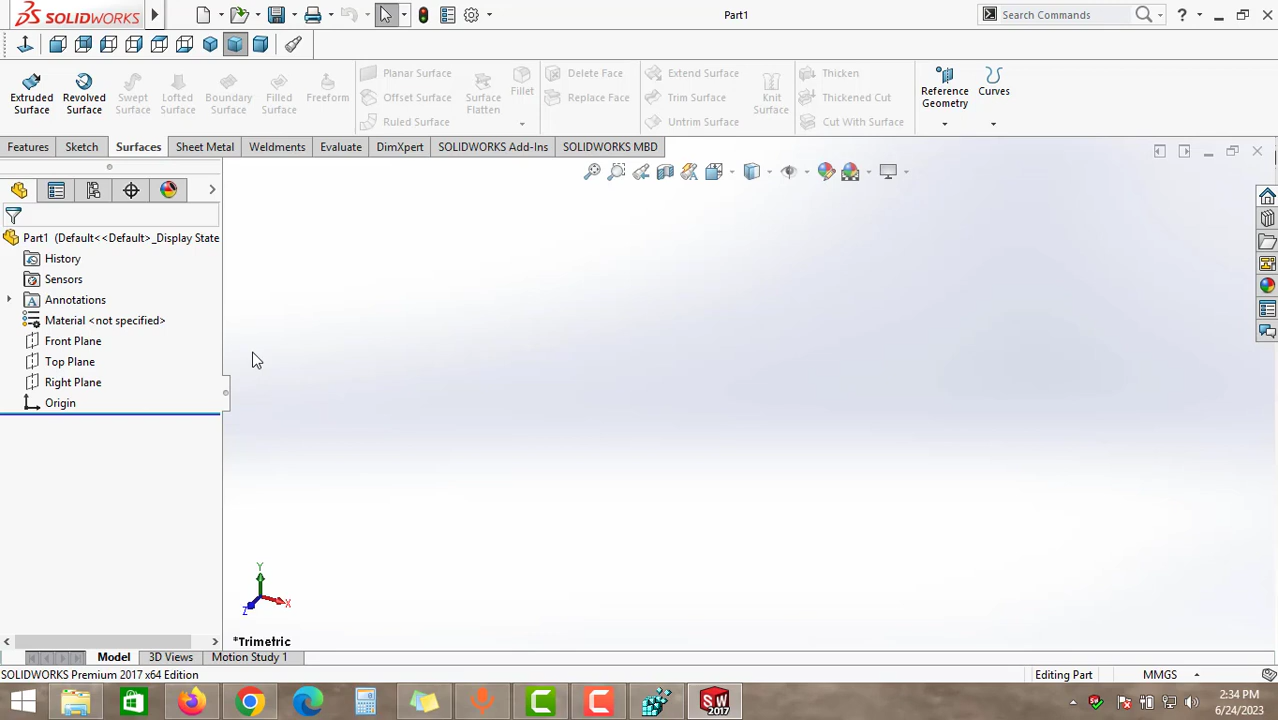 SOLIDWORKS
Part1
Search Commands
Extruded Surface
Revolved Surface
Swept Surface
Lofted Surface
Boundary Surface
Filled Surface
Freeform
Planar Surface
Offset Surface
Ruled Surface
Surface Flatten
Fillet
Delete Face
Replace Face
Extend Surface
Trim Surface
Untrim Surface
Knit Surface
Thicken
Thickened Cut
Cut With Surface
Reference Geometry
Curves
Features Sketch Surfaces Sheet Metal Weldments Evaluate DimXpert SOLIDWORKS Add-Ins SOLIDWORKS MBD
Part1 (Default<<Default>_Display State
History
Sensors
Annotations
Material <not specified>
Front Plane
Top Plane
Right Plane
Origin
Y
X
Z
*Trimetric
Model 3D Views Motion Study 1
SOLIDWORKS Premium 2017 x64 Edition
Editing Part
MMGS
SW 2017
2:34 PM
6/24/2023